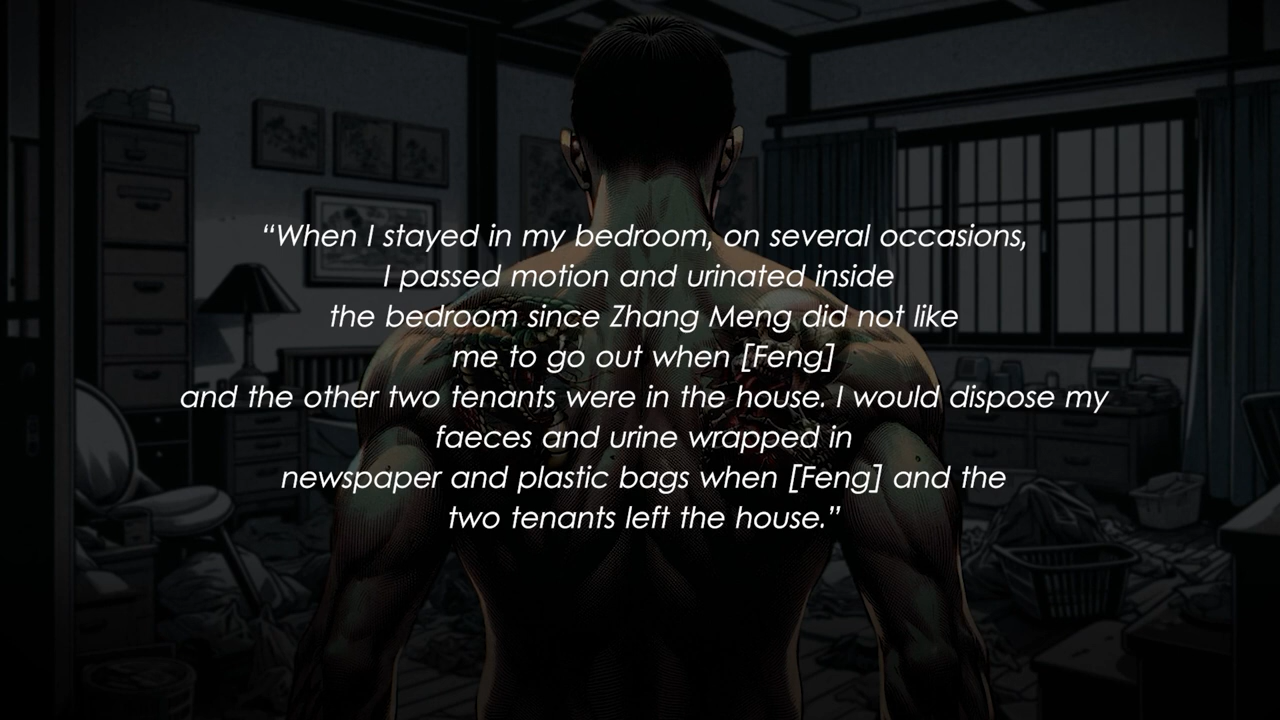 “When I stayed in my bedroom, on several occasions,
I passed motion and urinated inside
the bedroom since Zhang Meng did not like
me to go out when [Feng]
and the other two tenants were in the house. I would dispose my
faeces and urine wrapped in
newspaper and plastic bags when [Feng] and the
two tenants left the house.”